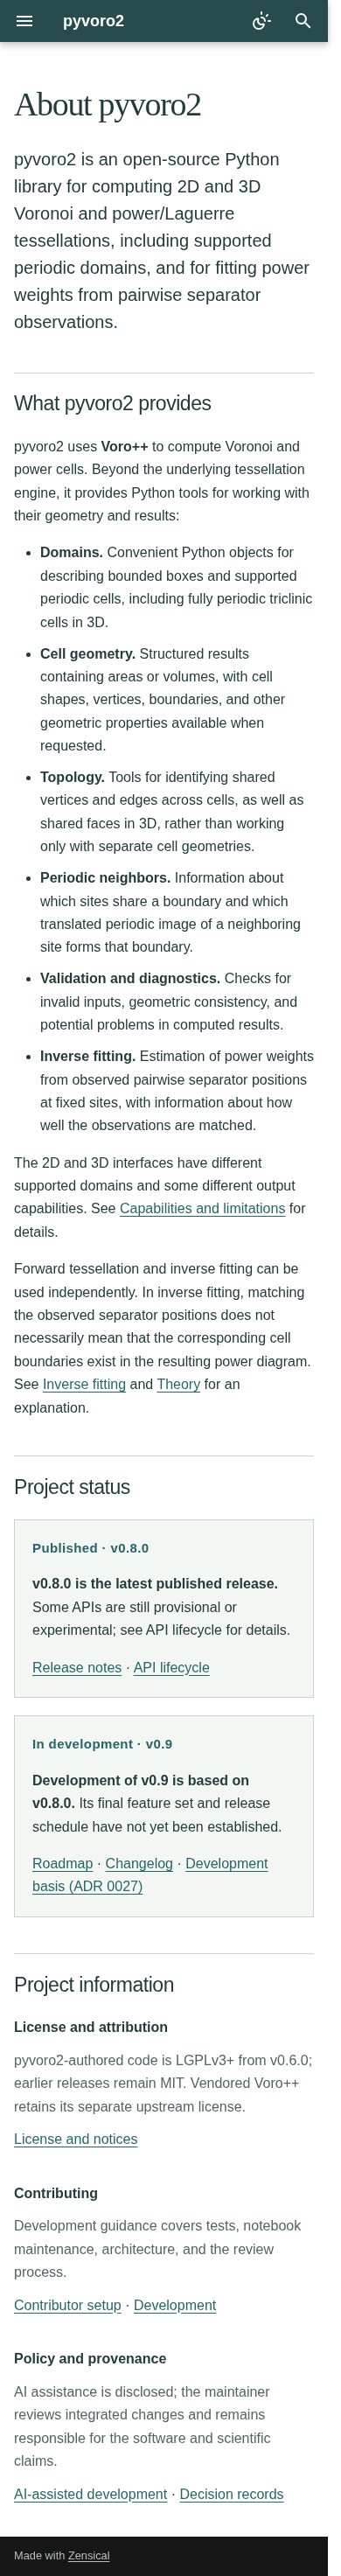 pyvoro2
About pyvoro2
pyvoro2 is an open-source Python
library for computing 2D and 3D
Voronoi and power/Laguerre
tessellations, including supported
periodic domains, and for fitting power
weights from pairwise separator
observations.
What pyvoro2 provides
pyvoro2 uses Voro++ to compute Voronoi and
power cells. Beyond the underlying tessellation
engine, it provides Python tools for working with
their geometry and results:
• Domains. Convenient Python objects for
describing bounded boxes and supported
periodic cells, including fully periodic triclinic
cells in 3D.
• Cell geometry. Structured results
containing areas or volumes, with cell
shapes, vertices, boundaries, and other
geometric properties available when
requested.
• Topology. Tools for identifying shared
vertices and edges across cells, as well as
shared faces in 3D, rather than working
only with separate cell geometries.
• Periodic neighbors. Information about
which sites share a boundary and which
translated periodic image of a neighboring
site forms that boundary.
• Validation and diagnostics. Checks for
invalid inputs, geometric consistency, and
potential problems in computed results.
• Inverse fitting. Estimation of power weights
from observed pairwise separator positions
at fixed sites, with information about how
well the observations are matched.
The 2D and 3D interfaces have different
supported domains and some different output
capabilities. See Capabilities and limitations for
details.
Forward tessellation and inverse fitting can be
used independently. In inverse fitting, matching
the observed separator positions does not
necessarily mean that the corresponding cell
boundaries exist in the resulting power diagram.
See Inverse fitting and Theory for an
explanation.
Project status
Published · v0.8.0
v0.8.0 is the latest published release.
Some APIs are still provisional or
experimental; see API lifecycle for details.
Release notes · API lifecycle
In development · v0.9
Development of v0.9 is based on
v0.8.0. Its final feature set and release
schedule have not yet been established.
Roadmap · Changelog · Development
basis (ADR 0027)
Project information
License and attribution
pyvoro2-authored code is LGPLv3+ from v0.6.0;
earlier releases remain MIT. Vendored Voro++
retains its separate upstream license.
License and notices
Contributing
Development guidance covers tests, notebook
maintenance, architecture, and the review
process.
Contributor setup · Development
Policy and provenance
AI assistance is disclosed; the maintainer
reviews integrated changes and remains
responsible for the software and scientific
claims.
AI-assisted development · Decision records
Made with Zensical